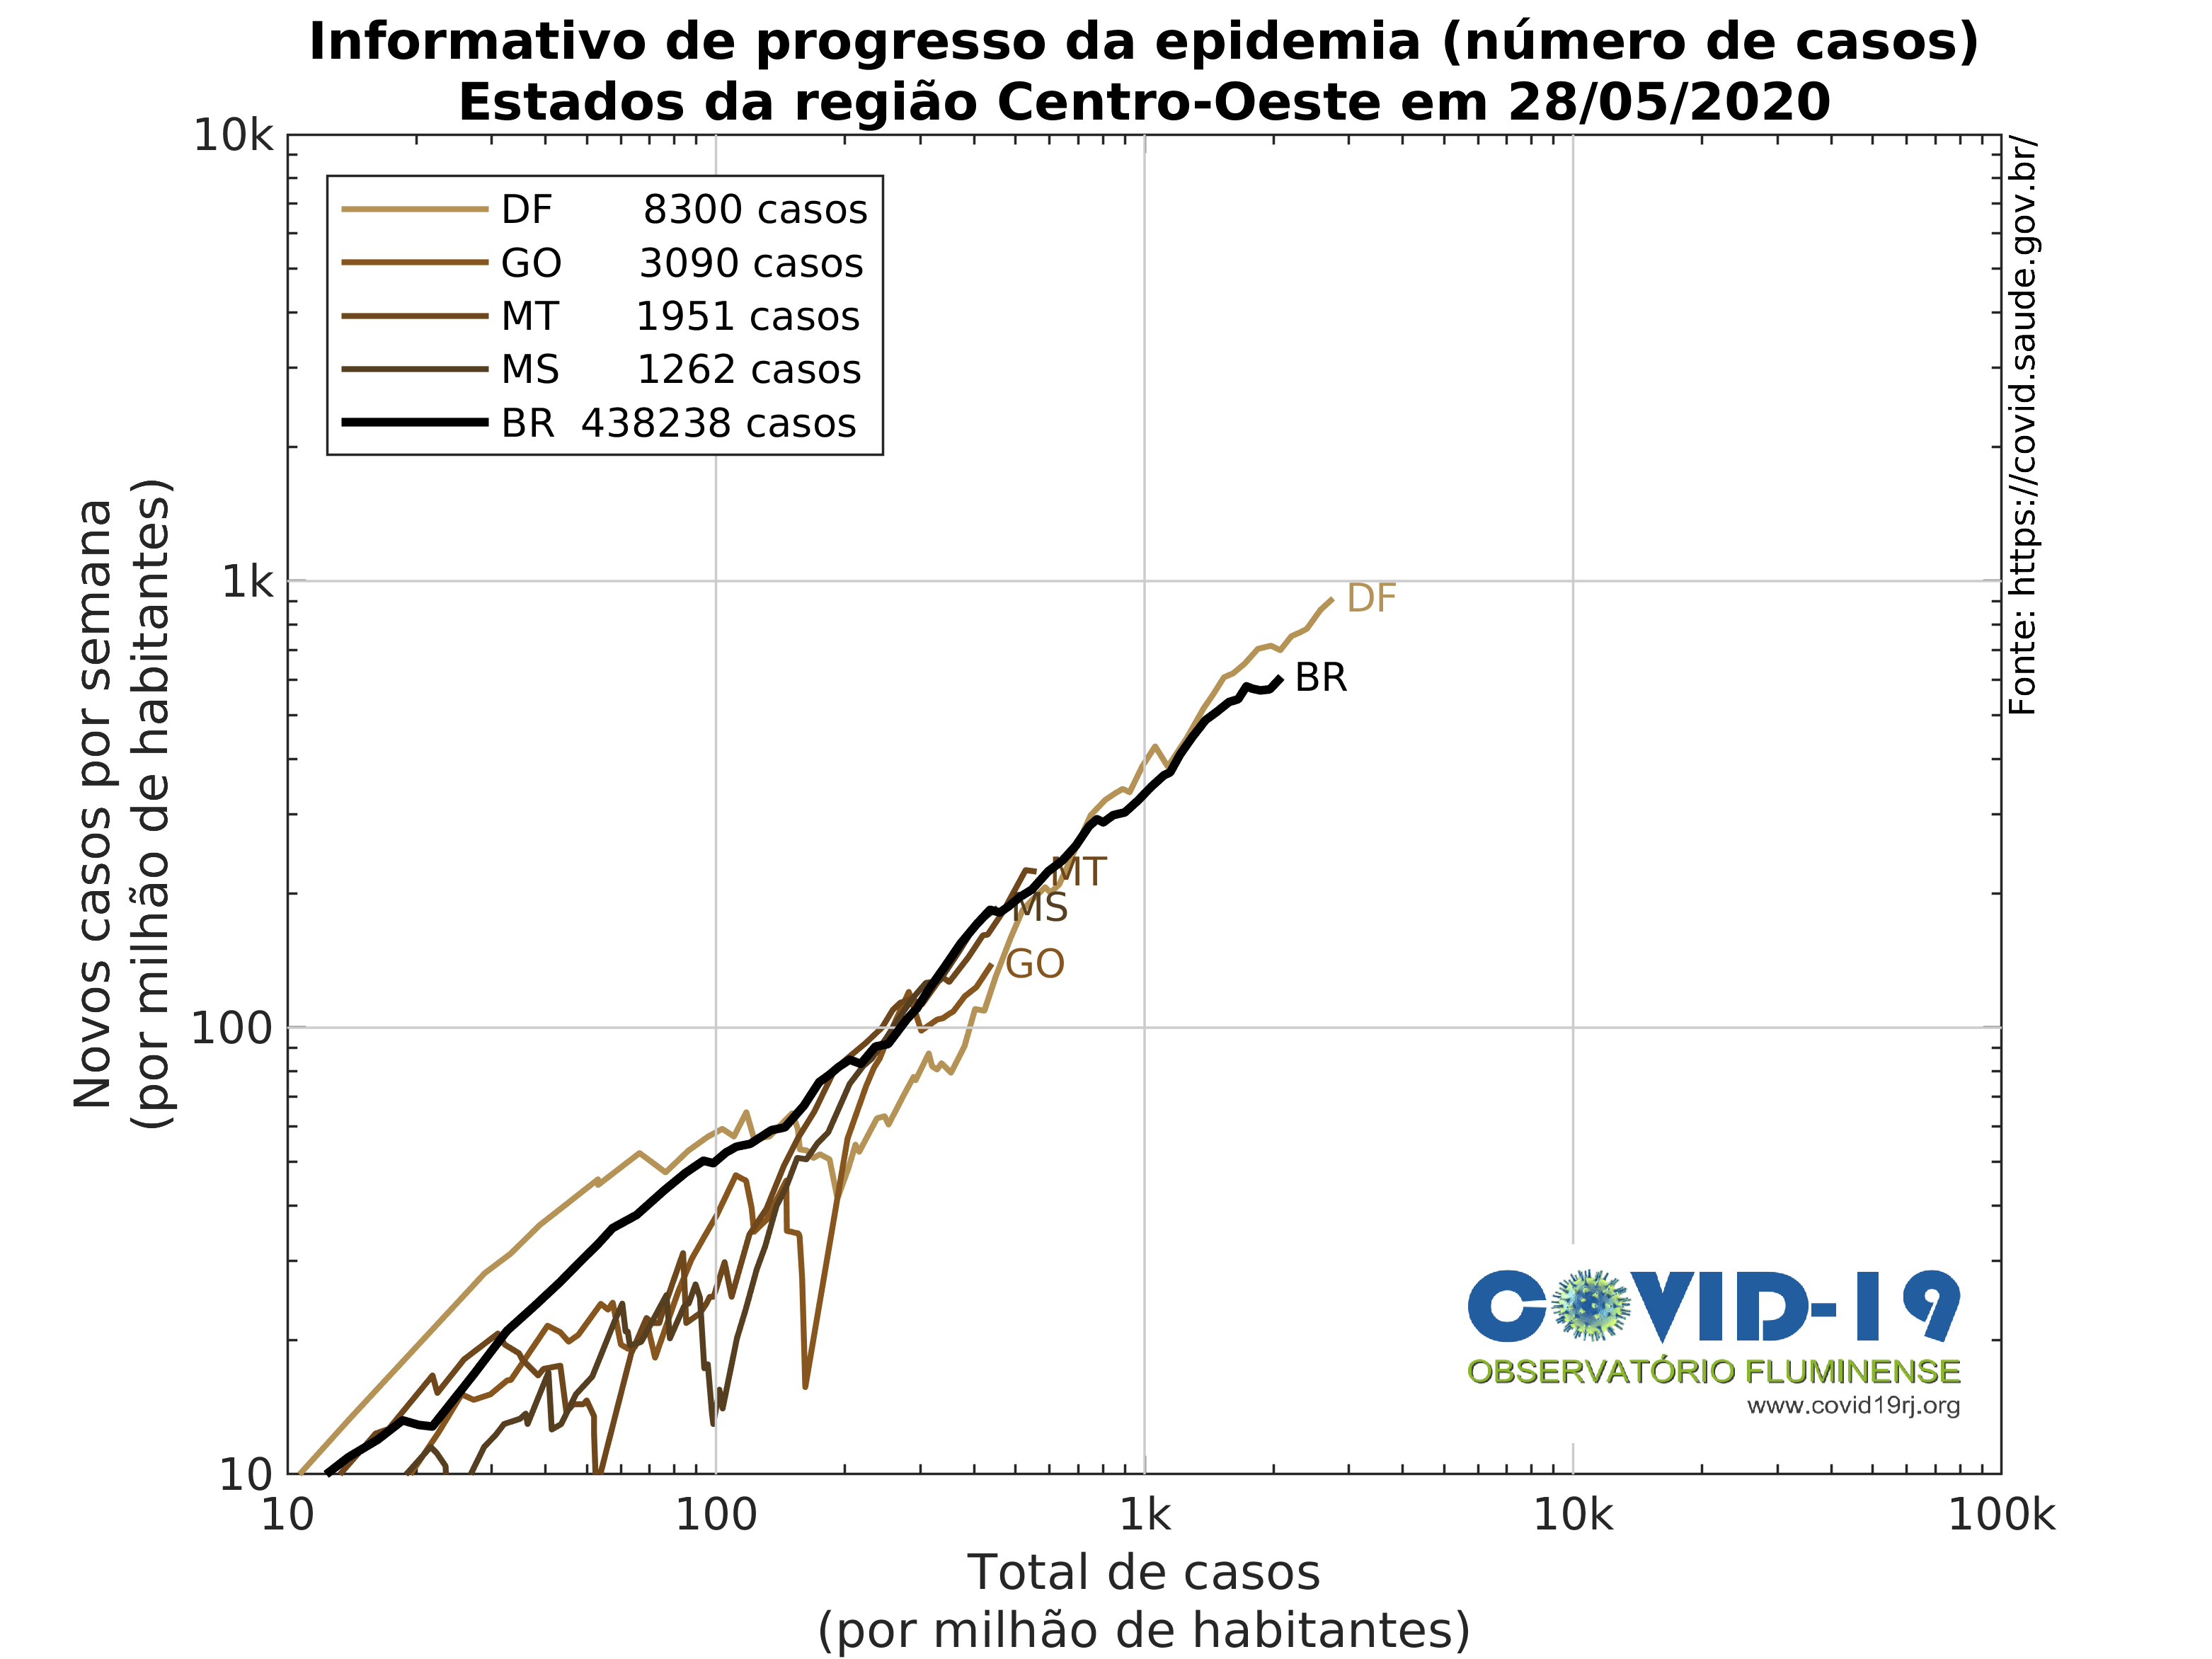 Informativo de progresso da epidemia (número de casos)
Estados da região Centro-Oeste em 28/05/2020
10k
1k
100
10
DF 8300 casos
GO 3090 casos
MT 1951 casos
MS 1262 casos
BR 438238 casos
Novos casos por semana
(por milhão de habitantes)
Fonte: https://covid.saude.gov.br/
DF
BR
MT
MS
GO
COVID-19
OBSERVATÓRIO FLUMINENSE
www.covid19rj.org
10 100 1k 10k 100k
Total de casos
(por milhão de habitantes)